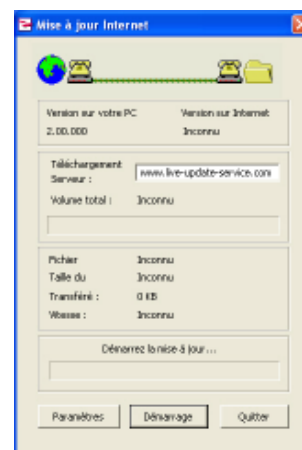 Mise à jour Internet
Version sur votre PC Version sur Internet
2.00.000 Inconnu
Téléchargement
Serveur : www.live-update-service.com
Volume total : Inconnu
Fichier Inconnu
Taille du Inconnu
Transféré : 0 KB
Vitesse : Inconnu
Démarrez la mise à jour...
Paramètres Démarrage Quitter